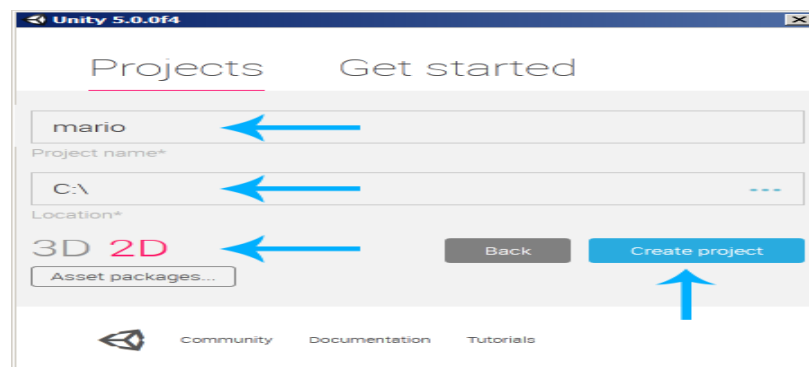 Unity 5.0.0f4
Projects Get started
mario
Project name*
C:\
Location*
3D 2D Back Create project
Asset packages...
Community Documentation Tutorials